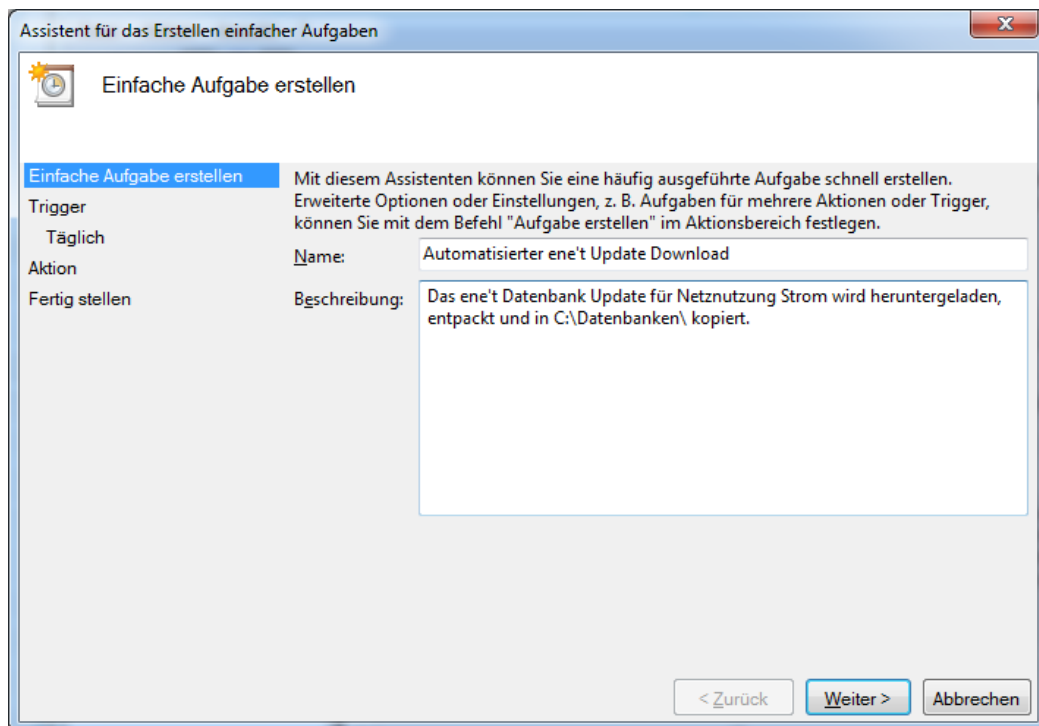 Assistent für das Erstellen einfacher Aufgaben
Einfache Aufgabe erstellen
Einfache Aufgabe erstellen
Trigger
Täglich
Aktion
Fertig stellen
Mit diesem Assistenten können Sie eine häufig ausgeführte Aufgabe schnell erstellen.
Erweiterte Optionen oder Einstellungen, z. B. Aufgaben für mehrere Aktionen oder Trigger,
können Sie mit dem Befehl "Aufgabe erstellen" im Aktionsbereich festlegen.
Name: Automatisierter ene't Update Download
Beschreibung: Das ene't Datenbank Update für Netznutzung Strom wird heruntergeladen,
entpackt und in C:\Datenbanken\ kopiert.
< Zurück Weiter > Abbrechen